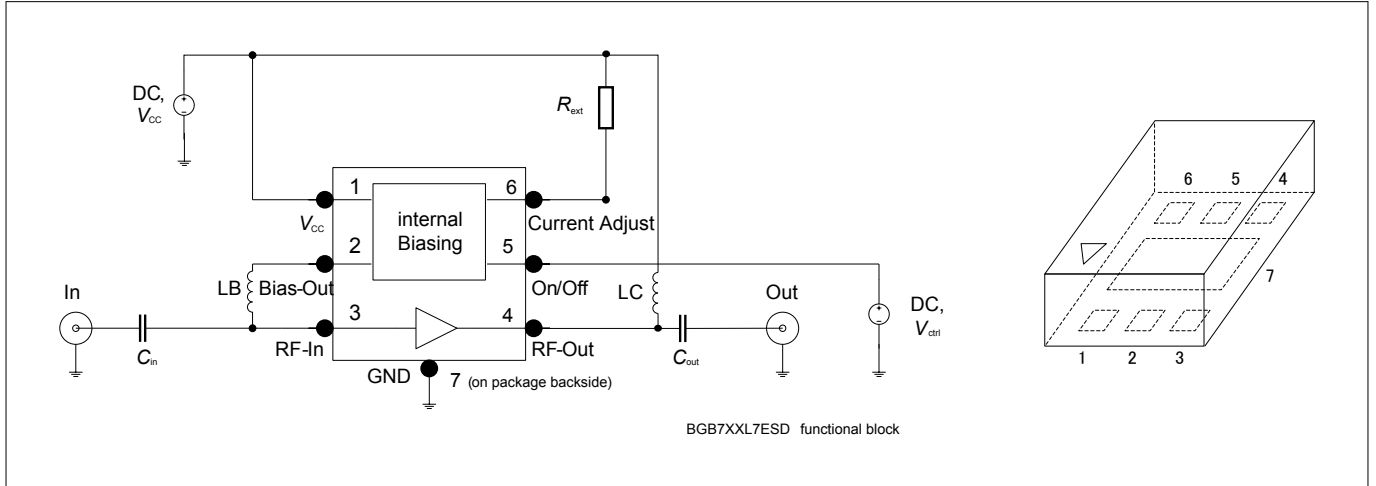 DC,
VCC
Rext
1
6
internal
Biasing
VCC
Current Adjust
2
5
In
LB
Bias-Out
On/Off
LC
Out
DC,
Vctrl
3
4
Cin
RF-In
RF-Out
Cout
GND
7 (on package backside)
BGB7XXL7ESD functional block
6 5 4
7
1 2 3